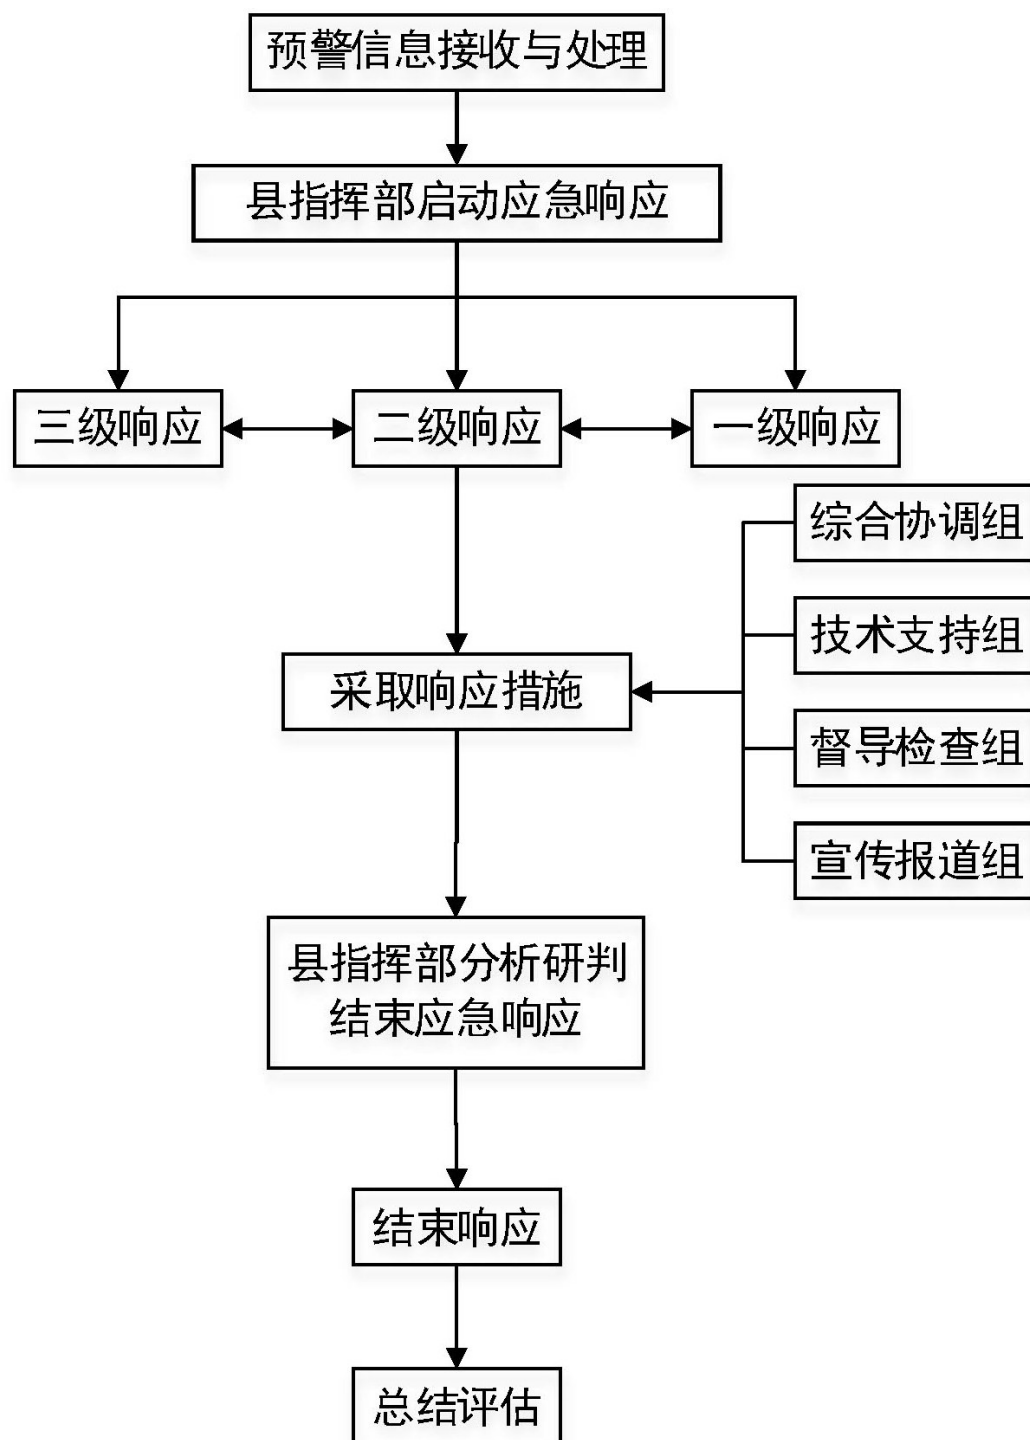 预警信息接收与处理
县指挥部启动应急响应
三级响应
二级响应
一级响应
综合协调组
技术支持组
采取响应措施
督导检查组
宣传报道组
县指挥部分析研判
结束应急响应
结束响应
总结评估